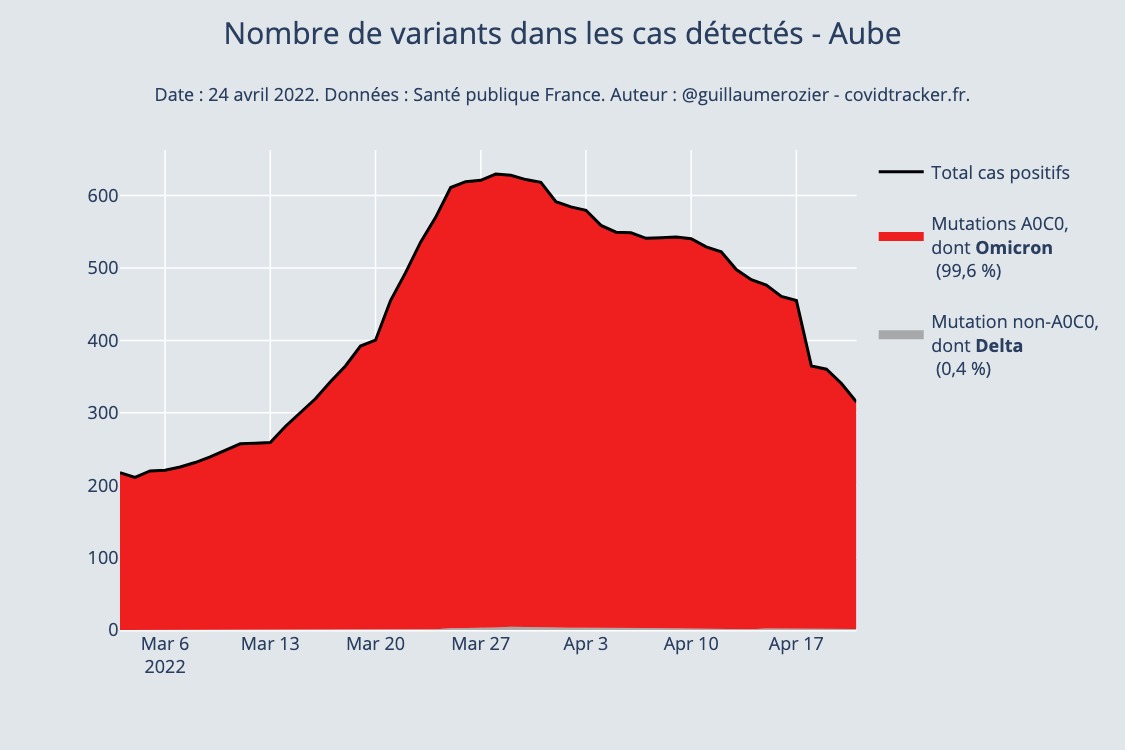 Nombre de variants dans les cas détectés - Aube
Date : 24 avril 2022. Données : Santé publique France. Auteur : @guillaumerozier - covidtracker.fr.
Total cas positifs
Mutations A0C0,
dont Omicron
(99,6 %)
Mutation non-A0C0,
dont Delta
(0,4 %)
600
500
400
300
200
100
0
Mar 6 Mar 13 Mar 20 Mar 27 Apr 3 Apr 10 Apr 17
2022